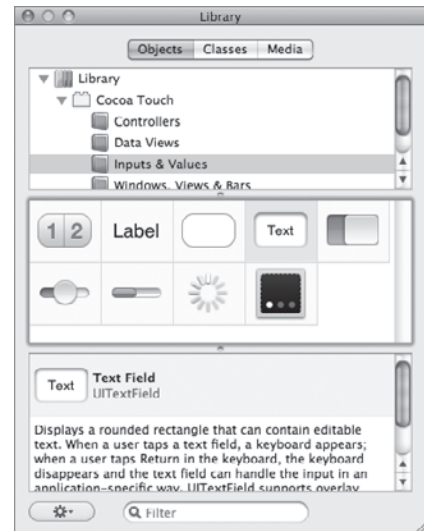 Library
Objects Classes Media
Library
Cocoa Touch
Controllers
Data Views
Inputs & Values
Windows, Views & Bars
1 2 Label Text
Text Text Field
UITextField
Displays a rounded rectangle that can contain editable
text. When a user taps a text field, a keyboard appears;
when a user taps Return in the keyboard, the keyboard
disappears and the text field can handle the input in an
application-specific way. UITextField supports overlay
Filter